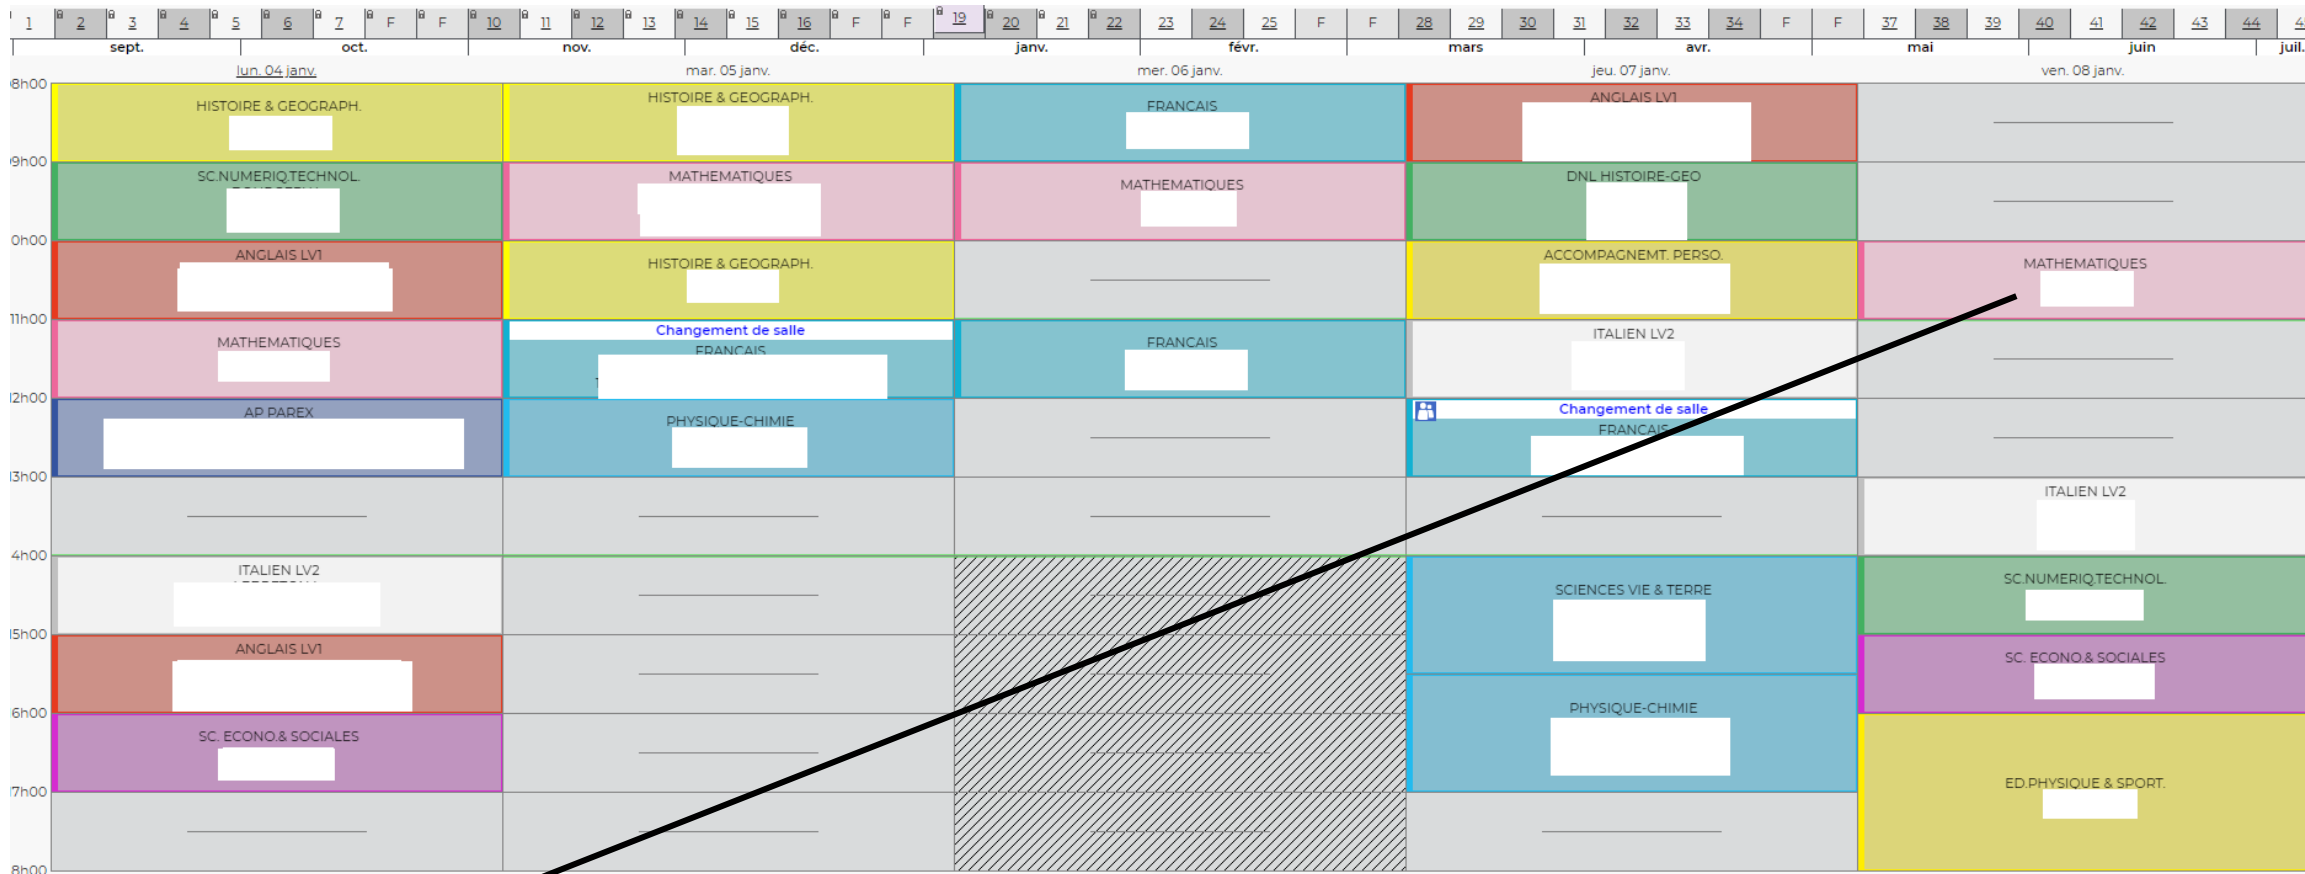 1 2 3 4 5 6 7 F F 10 11 12 13 14 15 16 F F 19 20 21 22 23 24 25 F F 28 29 30 31 32 33 34 F F 37 38 39 40 41 42 43 44
sept. oct. nov. déc. janv. févr. mars avr. mai juin juil.
lun. 04 janv. mar. 05 janv. mer. 06 janv. jeu. 07 janv. ven. 08 janv.
8h00
HISTOIRE & GEOGRAPH.
HISTOIRE & GEOGRAPH.
FRANCAIS
ANGLAIS LV1
9h00
SC.NUMERIQ.TECHNOL.
MATHEMATIQUES
MATHEMATIQUES
DNL HISTOIRE-GEO
0h00
ANGLAIS LV1
HISTOIRE & GEOGRAPH.
ACCOMPAGNEMT. PERSO.
MATHEMATIQUES
11h00
MATHEMATIQUES
Changement de salle
FRANCAIS
FRANCAIS
ITALIEN LV2
12h00
AP PAREX
PHYSIQUE-CHIMIE
Changement de salle
FRANCAIS
13h00
ITALIEN LV2
4h00
ITALIEN LV2
SCIENCES VIE & TERRE
SC.NUMERIQ.TECHNOL.
15h00
ANGLAIS LV1
SC. ECONO.& SOCIALES
PHYSIQUE-CHIMIE
6h00
SC. ECONO.& SOCIALES
ED.PHYSIQUE & SPORT.
17h00
8h00